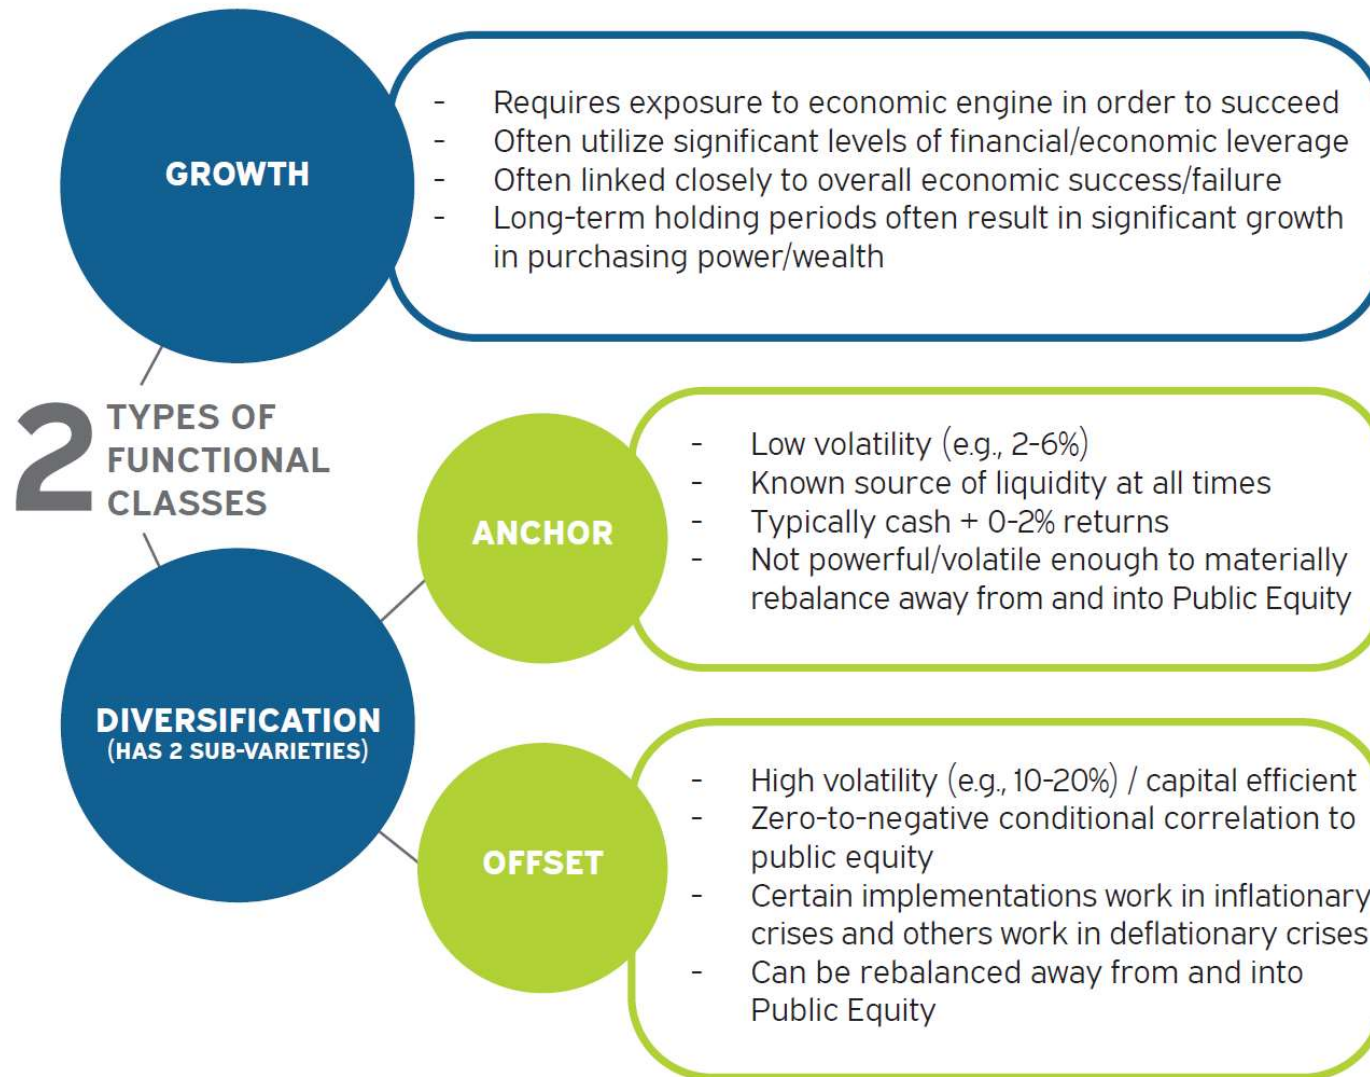 GROWTH
- Requires exposure to economic engine in order to succeed
- Often utilize significant levels of financial/economic leverage
- Often linked closely to overall economic success/failure
- Long-term holding periods often result in significant growth
in purchasing power/wealth
2 TYPES OF
FUNCTIONAL
CLASSES
DIVERSIFICATION
(HAS 2 SUB-VARIETIES)
ANCHOR
- Low volatility (e.g., 2-6%)
- Known source of liquidity at all times
- Typically cash + 0-2% returns
- Not powerful/volatile enough to materially
rebalance away from and into Public Equity
OFFSET
- High volatility (e.g., 10-20%) / capital efficient
- Zero-to-negative conditional correlation to
public equity
- Certain implementations work in inflationary
crises and others work in deflationary crises
- Can be rebalanced away from and into
Public Equity